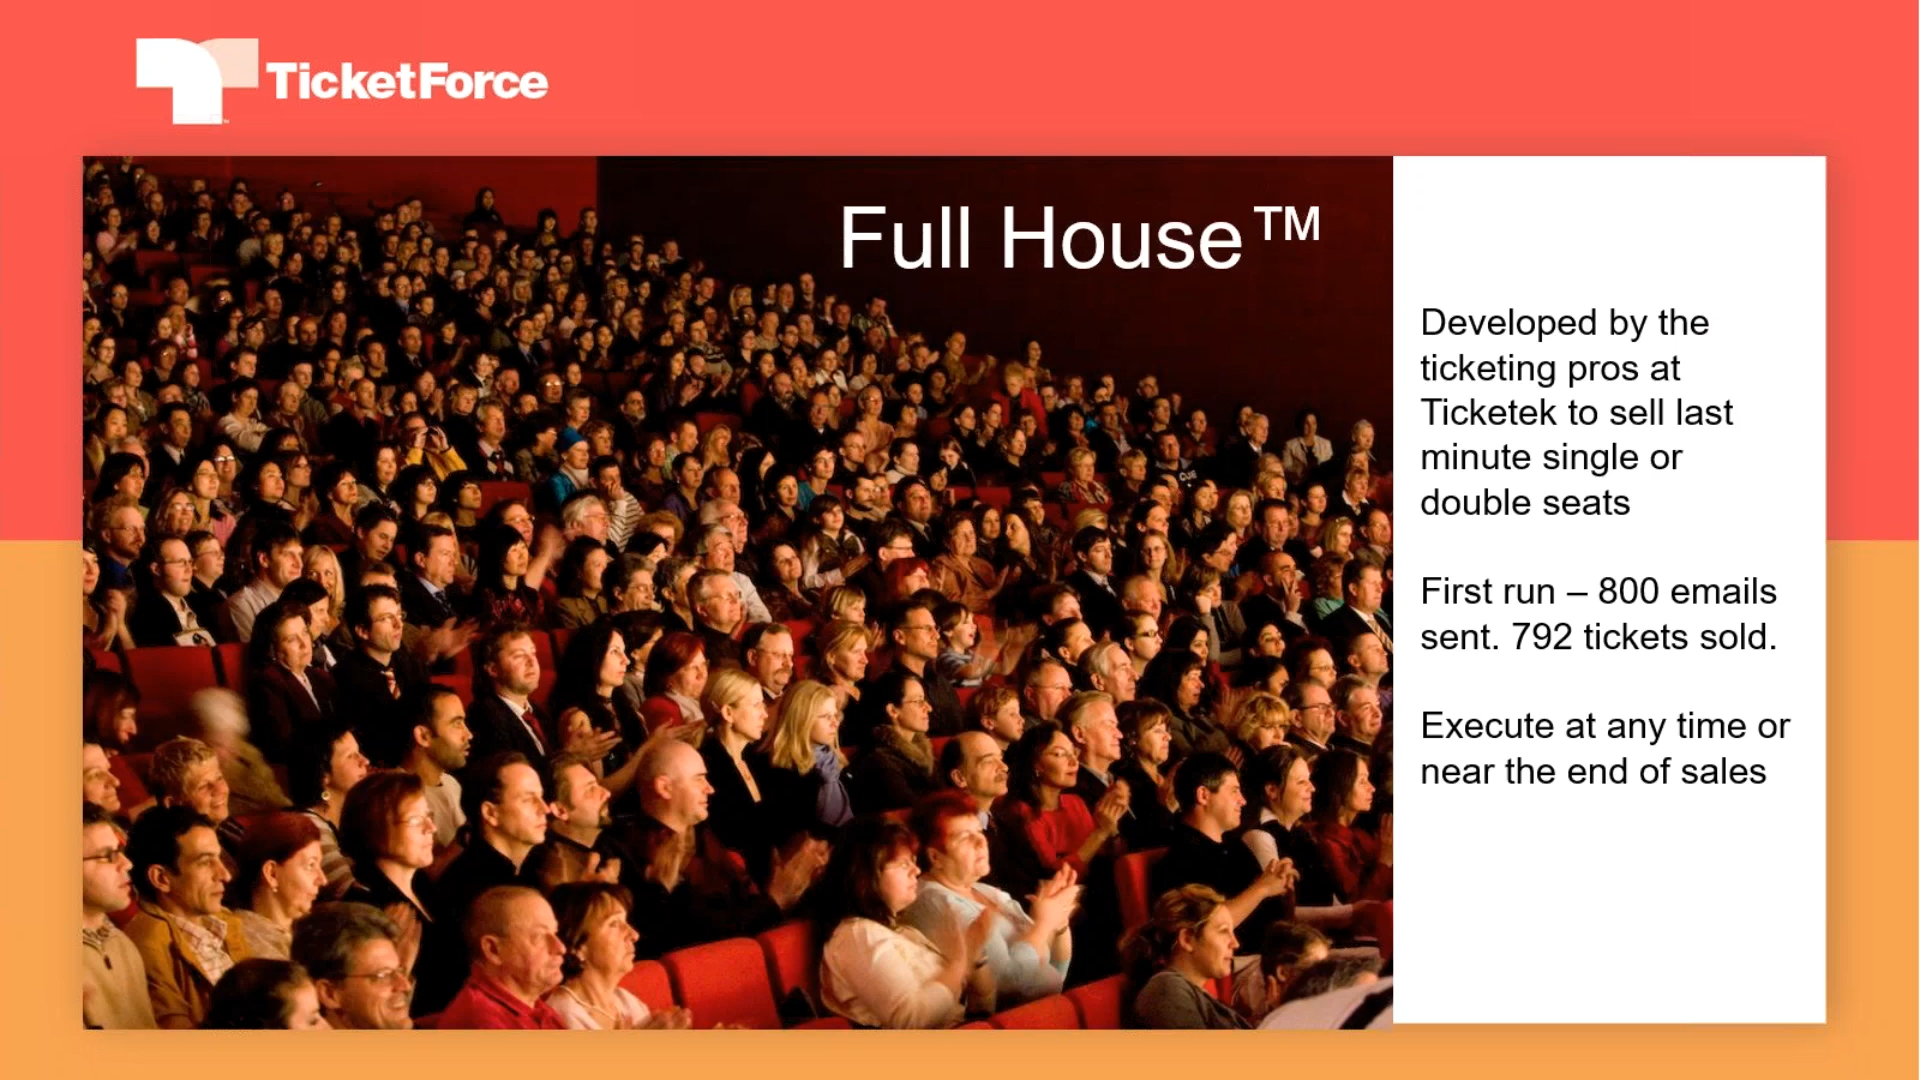 TicketForce
Full House™
Developed by the
ticketing pros at
Ticketek to sell last
minute single or
double seats
First run – 800 emails
sent. 792 tickets sold.
Execute at any time or
near the end of sales